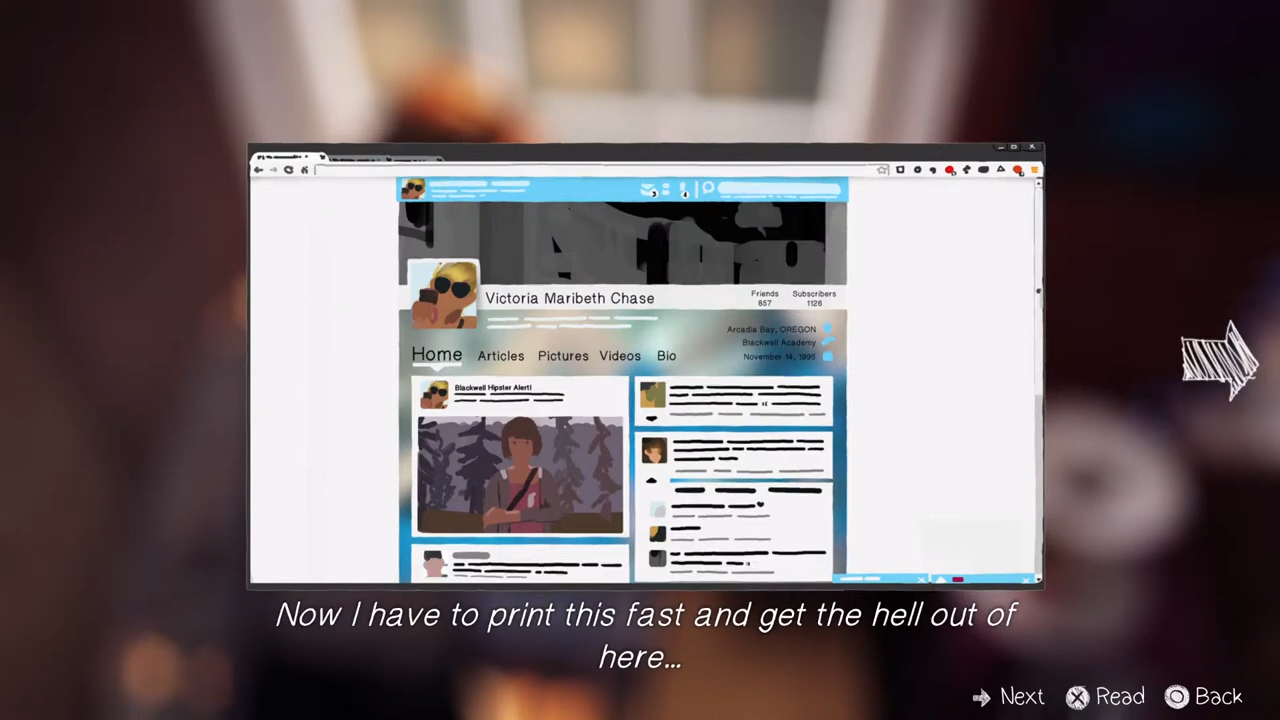 Victoria Maribeth Chase
Friends
857
Subscribers
1126
Arcadia Bay, OREGON
Blackwell Academy
November 14, 1995
Home
Articles
Pictures
Videos
Bio
Blackwell Hipster Alert!
Now I have to print this fast and get the hell out of
here...
Next
Read
Back